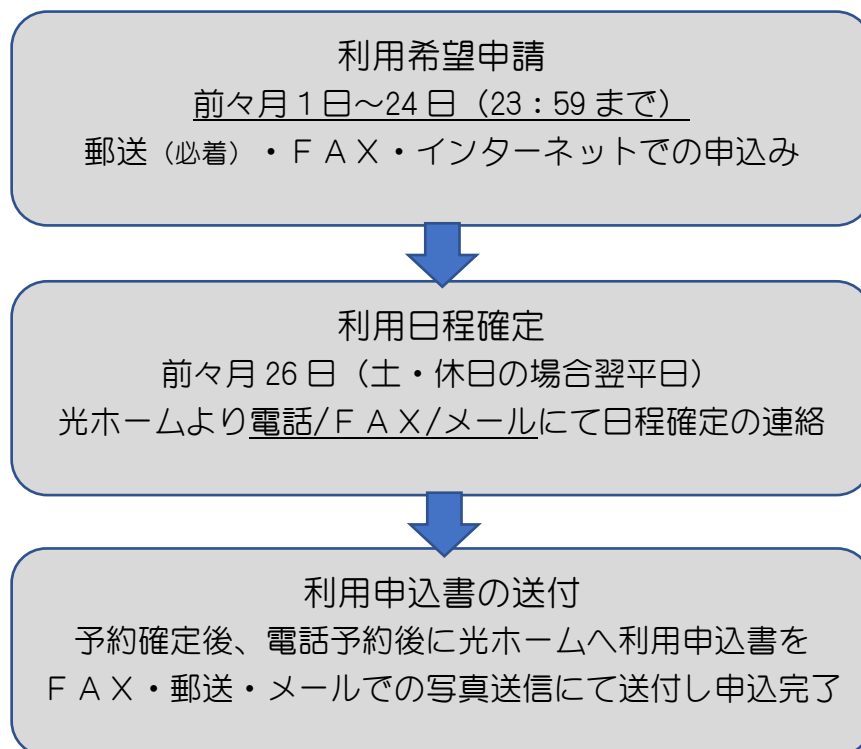 利用希望申請
前々月1日～24日（23：59まで）
郵送（必着）・ＦＡＸ・インターネットでの申込み
利用日程確定
前々月26日（土・休日の場合翌平日）
光ホームより電話/ＦＡＸ/メールにて日程確定の連絡
利用申込書の送付
予約確定後、電話予約後に光ホームへ利用申込書を
ＦＡＸ・郵送・メールでの写真送信にて送付し申込完了